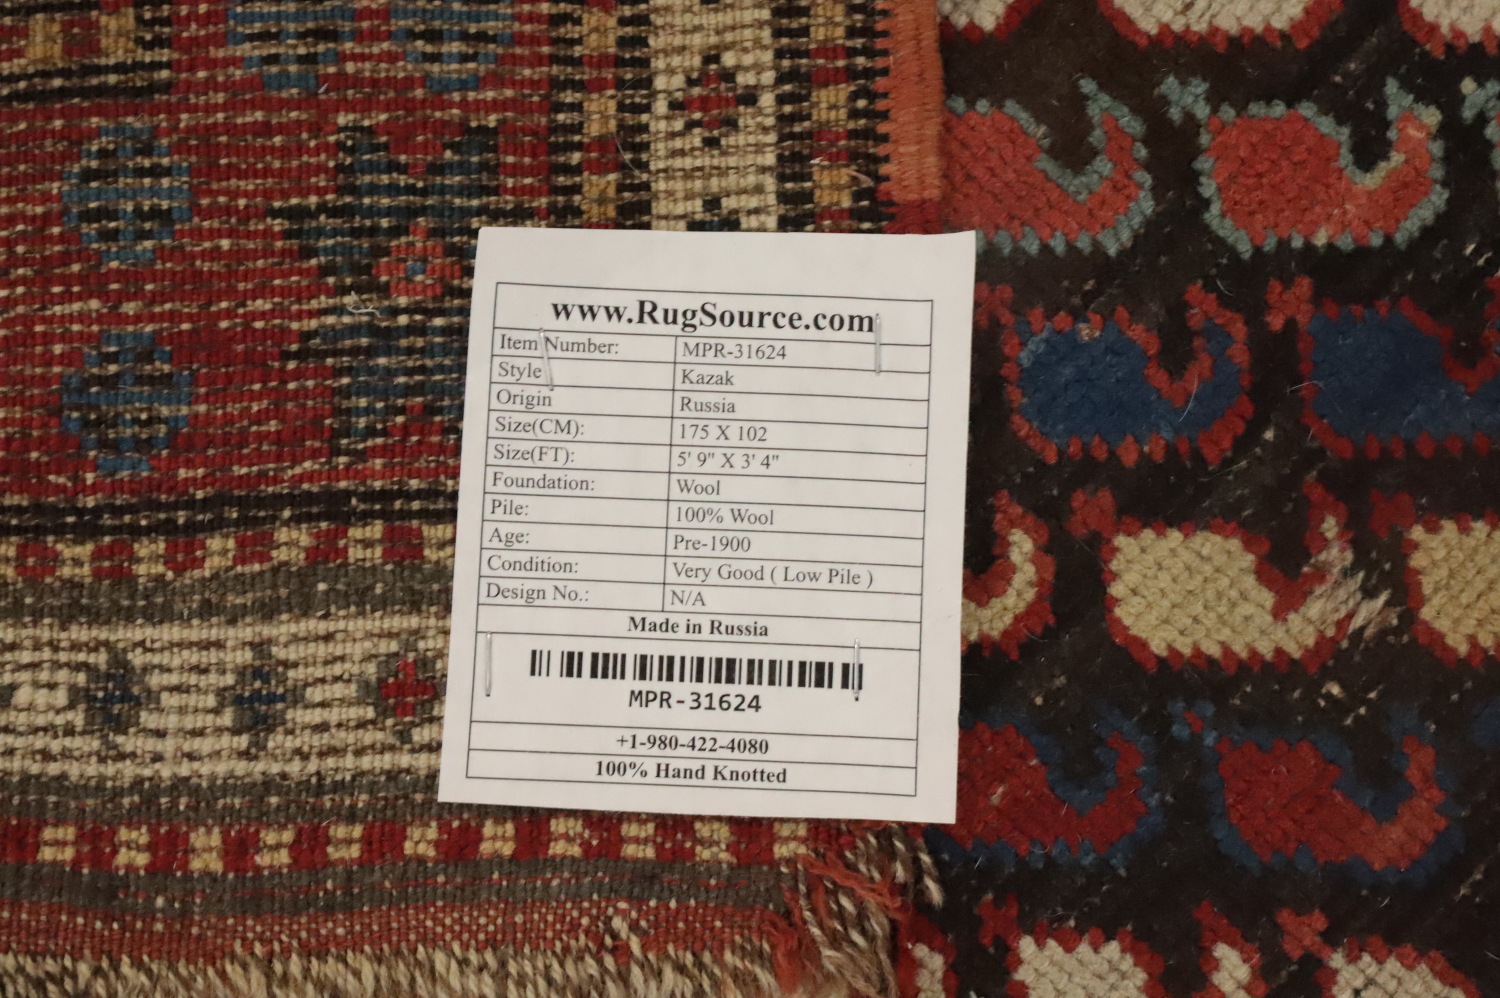 www.RugSource.com
Item Number: MPR-31624
Style Kazak
Origin Russia
Size(CM): 175 X 102
Size(FT): 5' 9" X 3' 4"
Foundation: Wool
Pile: 100% Wool
Age: Pre-1900
Condition: Very Good ( Low Pile )
Design No.: N/A
Made in Russia
MPR-31624
+1-980-422-4080
100% Hand Knotted